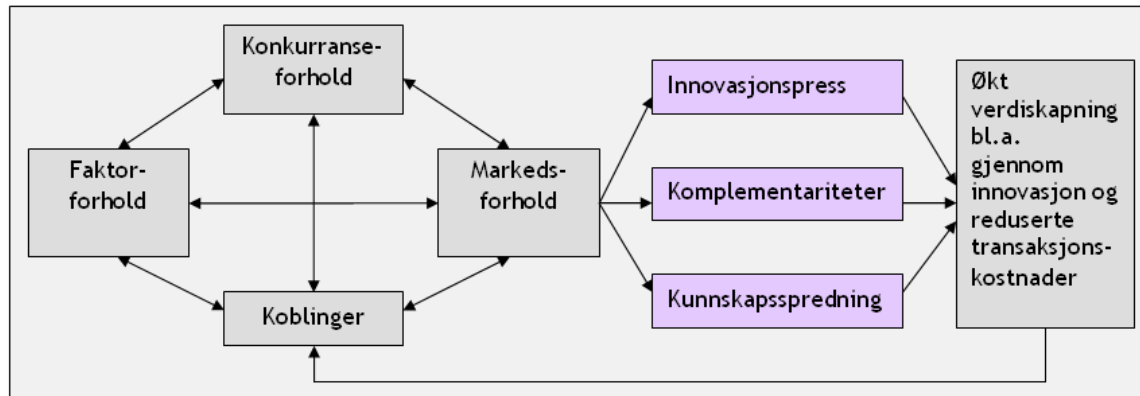 Konkurranse-
forhold
Faktor-
forhold
Markeds-
forhold
Koblinger
Innovasjonspress
Komplementariteter
Kunnskapsspredning
Økt
verdiskapning
bl.a.
gjennom
innovasjon og
reduserte
transaksjons-
kostnader